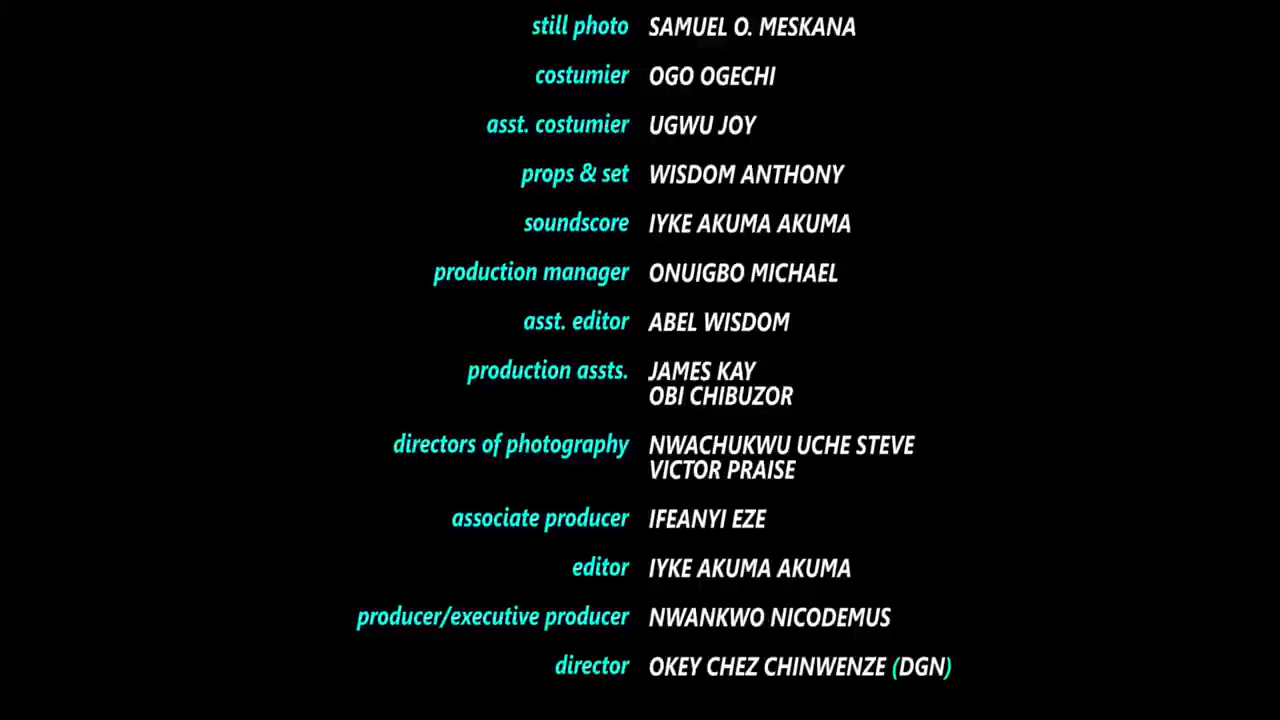 still photo SAMUEL O. MESKANA
costumier OGO OGECHI
asst. costumier UGWU JOY
props & set WISDOM ANTHONY
soundscore IYKE AKUMA AKUMA
production manager ONUIGBO MICHAEL
asst. editor ABEL WISDOM
production assts. JAMES KAY
OBI CHIBUZOR
directors of photography NWACHUKWU UCHE STEVE
VICTOR PRAISE
associate producer IFEANYI EZE
editor IYKE AKUMA AKUMA
producer/executive producer NWANKWO NICODEMUS
director OKEY CHEZ CHINWENZE (DGN)